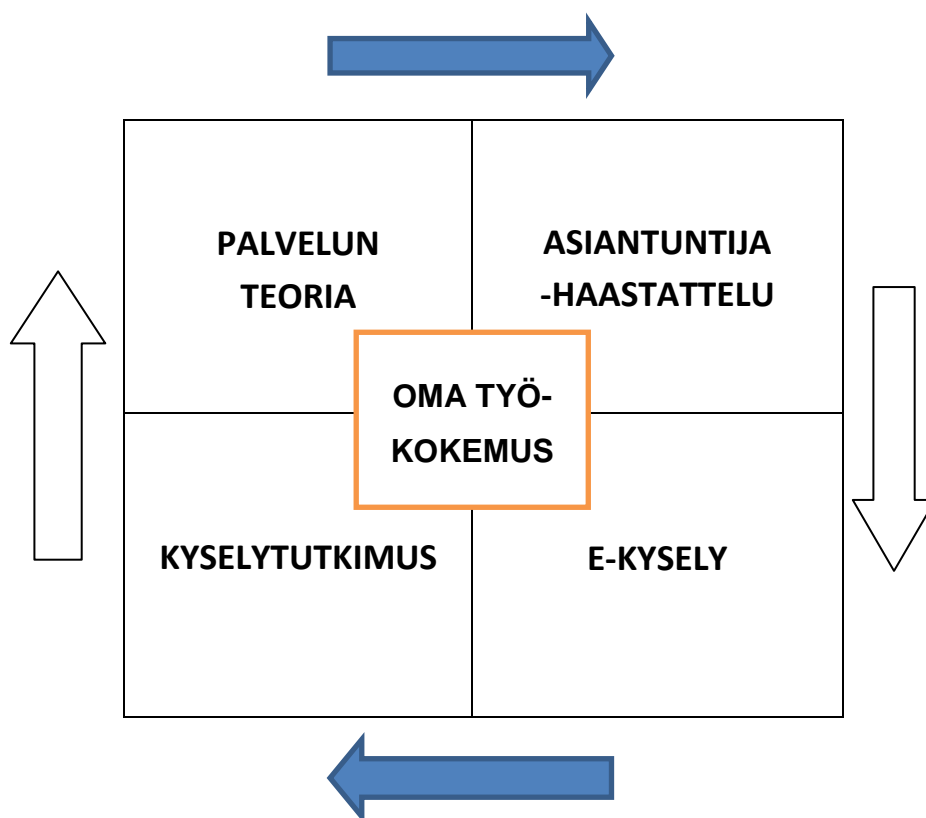 PALVELUN
TEORIA
ASIANTUNTIJA
-HAASTATTELU
OMA TYÖ-
KOKEMUS
KYSELYTUTKIMUS
E-KYSELY